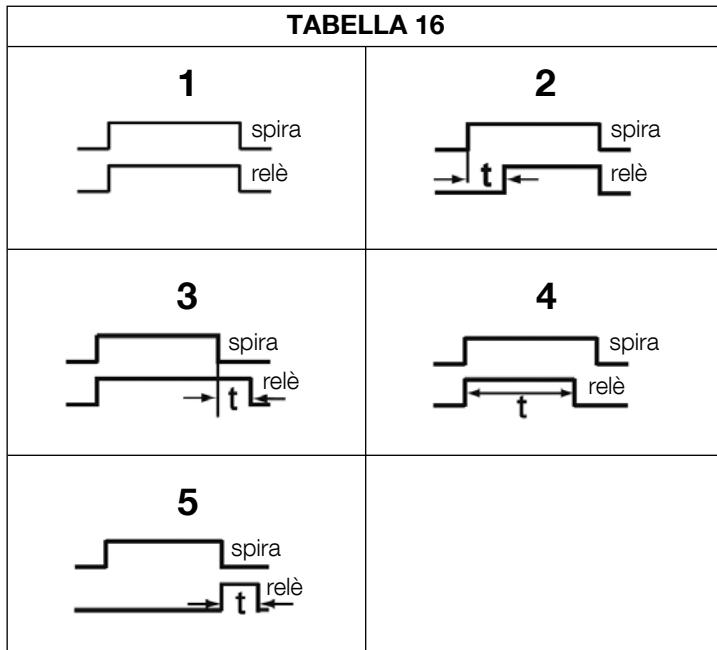 TABELLA 16
1
spira
relè
2
spira
relè
t
3
spira
relè
t
4
spira
relè
t
5
spira
relè
t